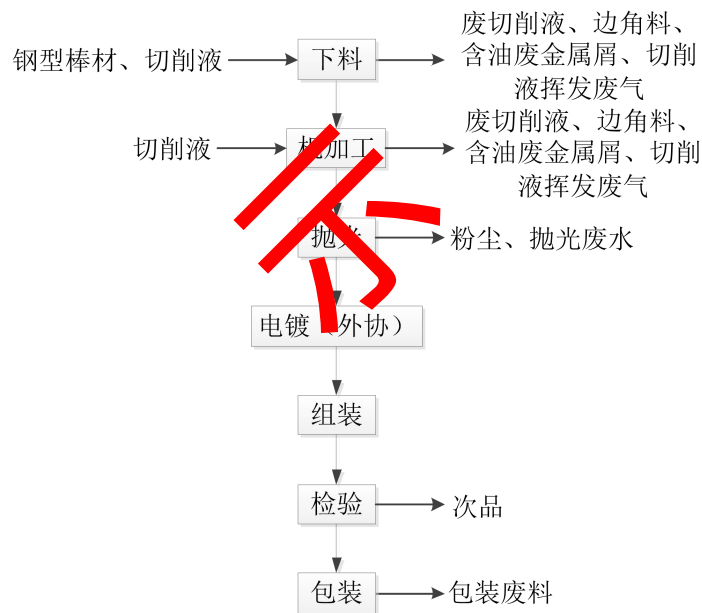 钢型棒材、切削液
下料
废切削液、边角料、
含油废金属屑、切削
液挥发废气
切削液
机加工
废切削液、边角料、
含油废金属屑、切削
液挥发废气
抛光
粉尘、抛光废水
电镀（外协）
组装
检验
次品
包装
包装废料